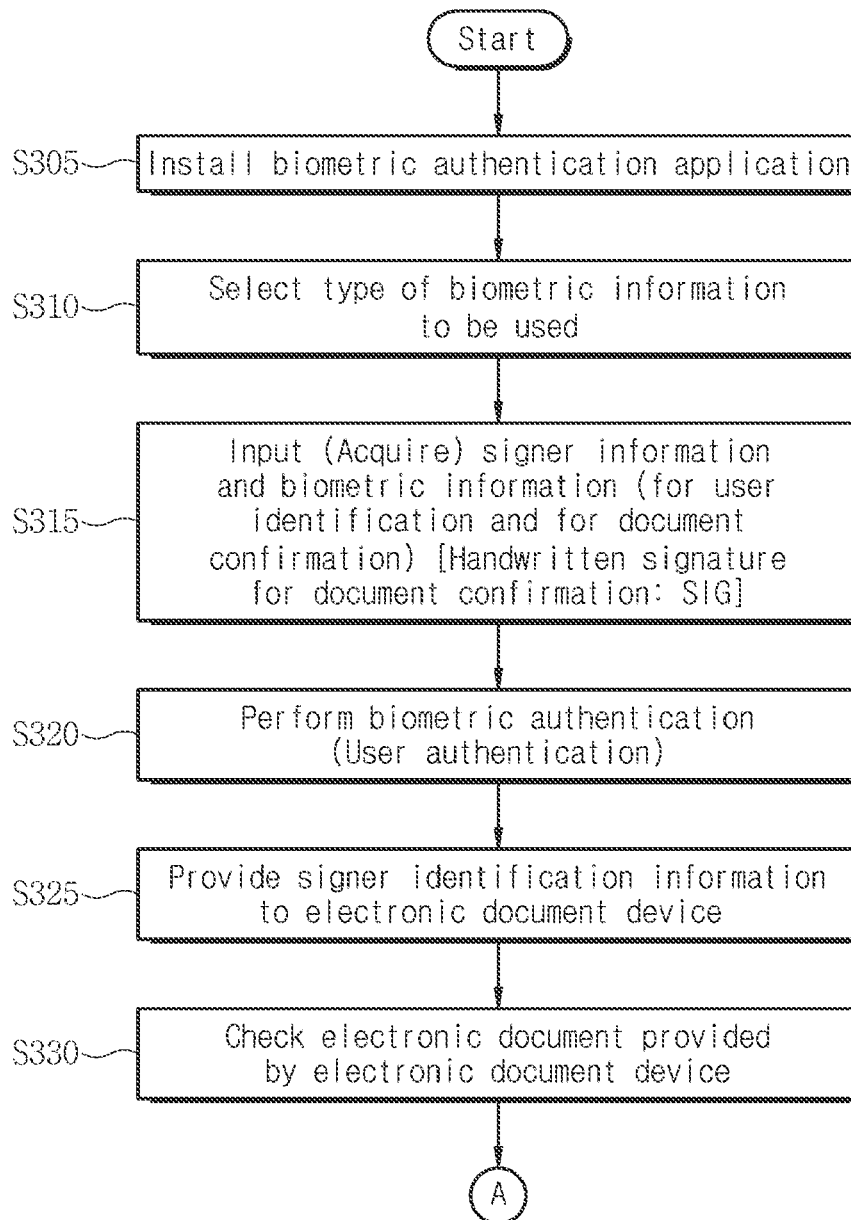 Start
S305
Install biometric authentication application
S310
Select type of biometric information
to be used
S315
Input (Acquire) signer information
and biometric information (for user
identification and for document
confirmation) [Handwritten signature
for document confirmation: SIG]
S320
Perform biometric authentication
(User authentication)
S325
Provide signer identification information
to electronic document device
S330
Check electronic document provided
by electronic document device
A